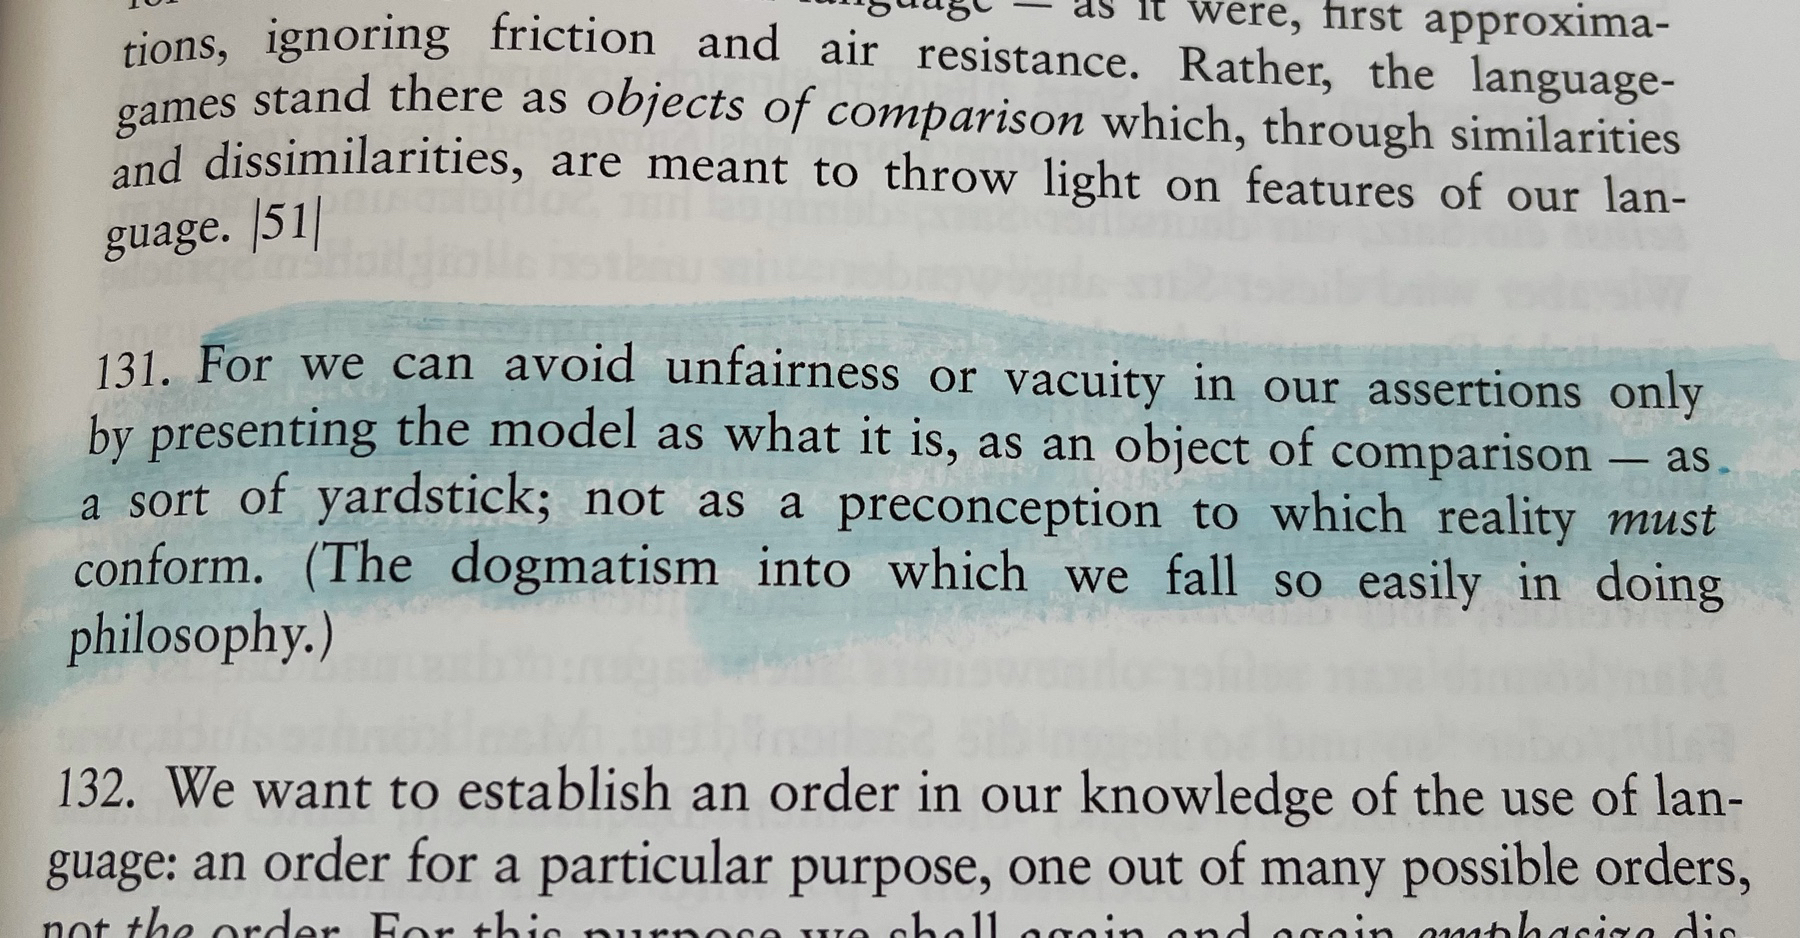 — as it were, first approxima-
tions, ignoring friction and air resistance. Rather, the language-
games stand there as objects of comparison which, through similarities
and dissimilarities, are meant to throw light on features of our lan-
guage. |51|
131. For we can avoid unfairness or vacuity in our assertions only
by presenting the model as what it is, as an object of comparison — as
a sort of yardstick; not as a preconception to which reality must
conform. (The dogmatism into which we fall so easily in doing
philosophy.)
132. We want to establish an order in our knowledge of the use of lan-
guage: an order for a particular purpose, one out of many possible orders,
not the order. For this purpose we shall again and again emphasize dis-